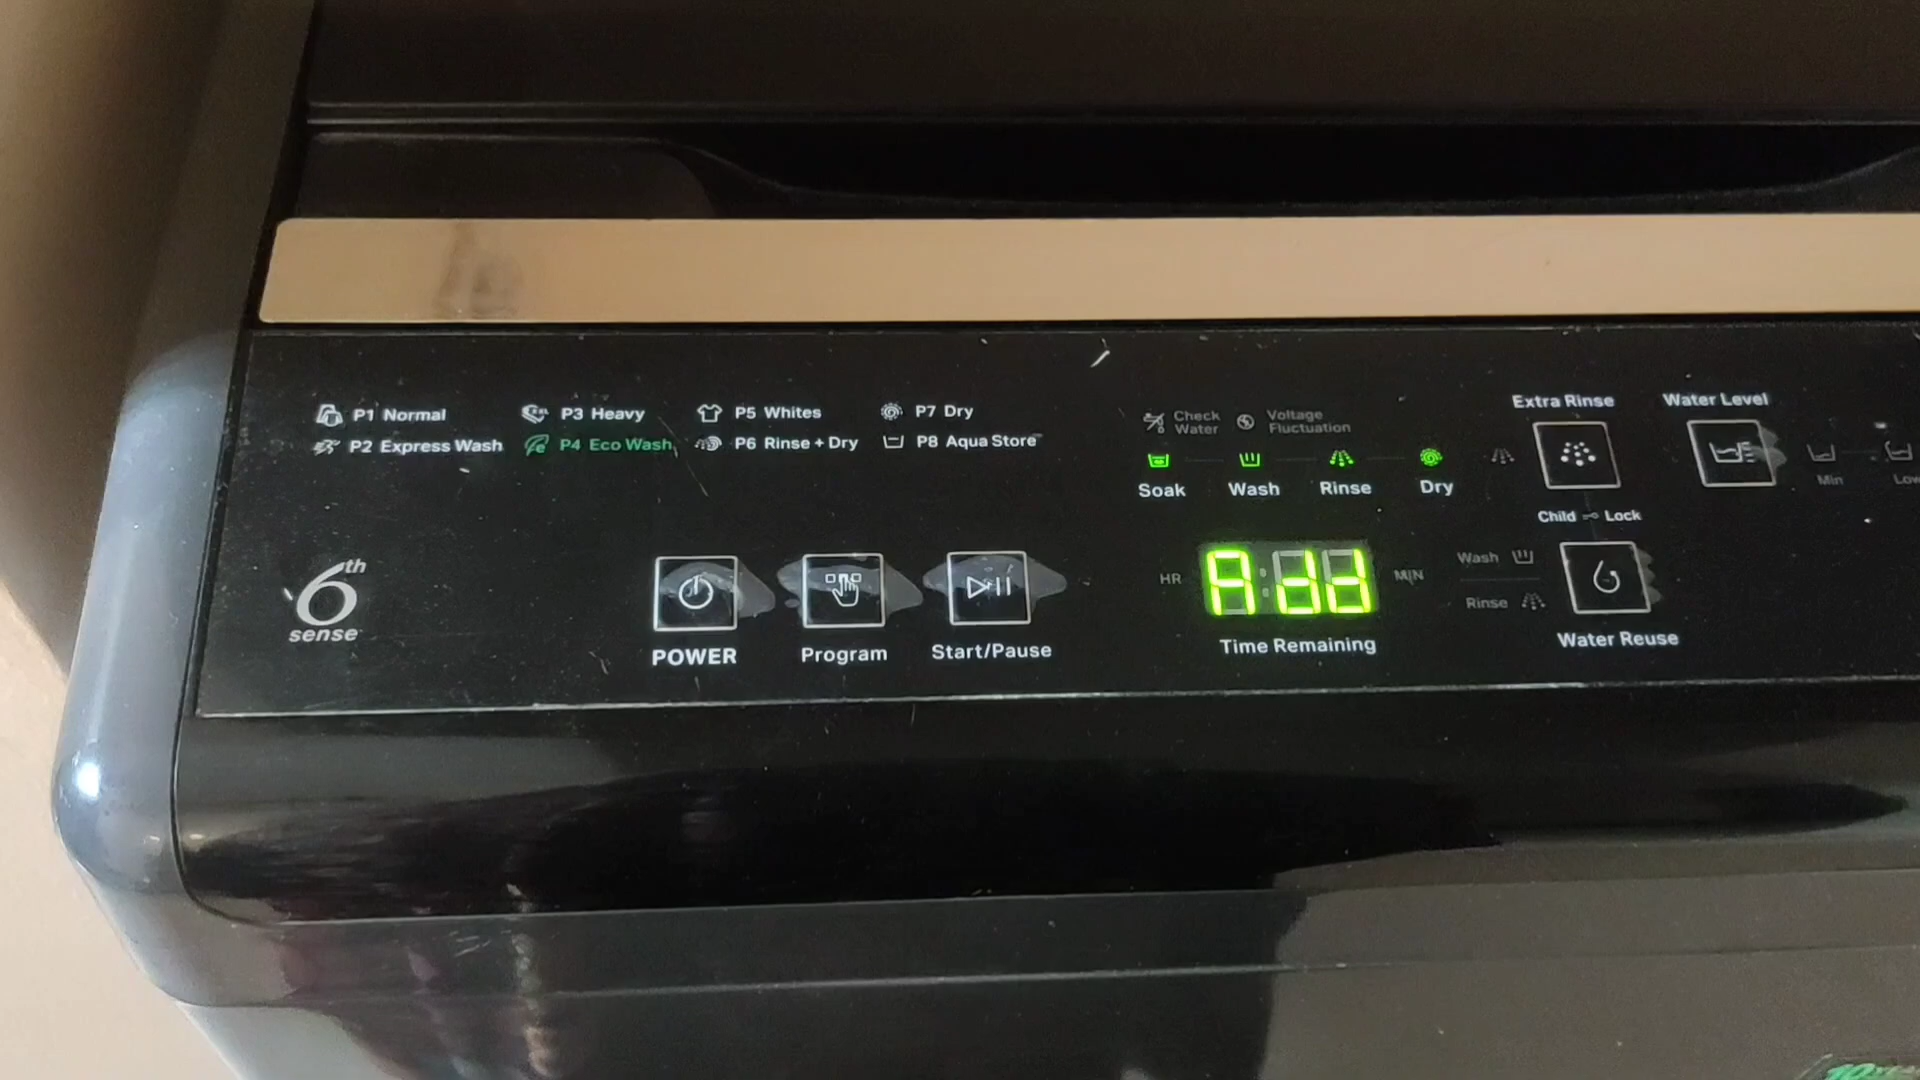 P1 Normal
P3 Heavy
P5 Whites
P7 Dry
P2 Express Wash
P4 Eco Wash
P6 Rinse + Dry
P8 Aqua Store
Check Water
Voltage Fluctuation
Soak
Wash
Rinse
Dry
Extra Rinse
Water Level
Min
Low
Child Lock
6th sense
POWER
Program
Start/Pause
HR
Add
MIN
Time Remaining
Wash
Rinse
Water Reuse